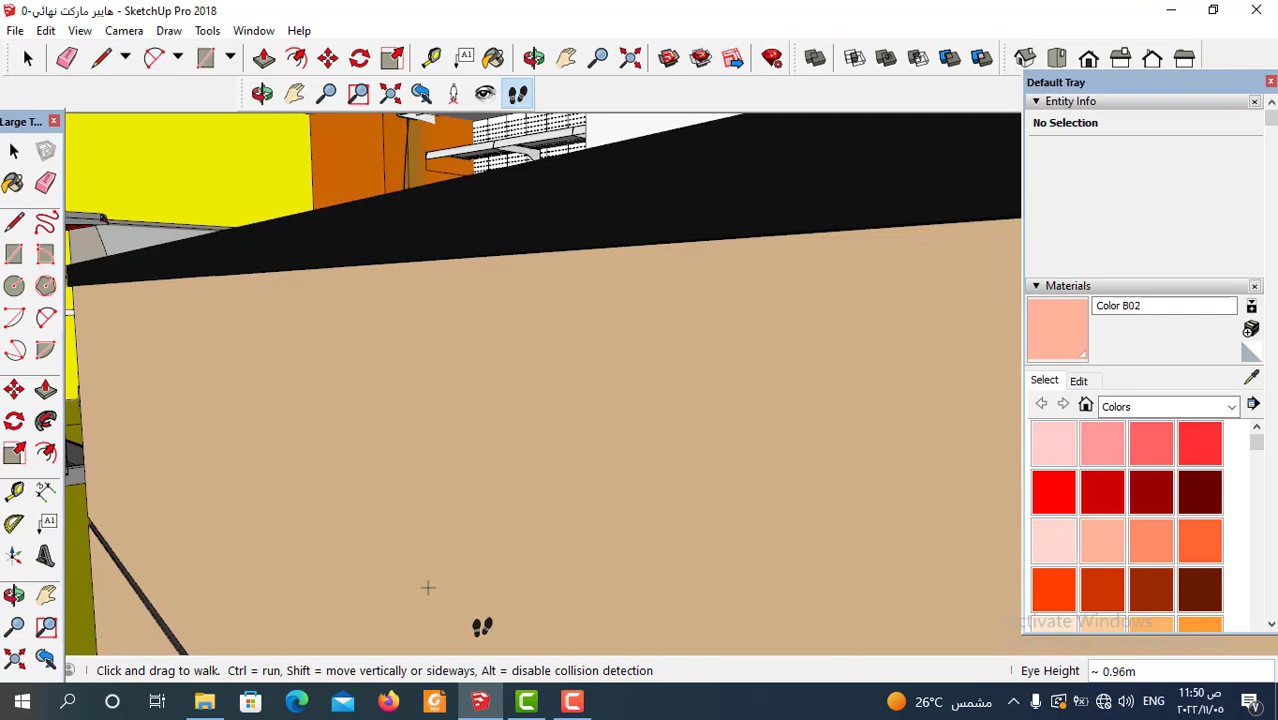 هايبر ماركت نهائي-0 - SketchUp Pro 2018
File Edit View Camera Draw Tools Window Help
A1
Default Tray
Entity Info
No Selection
Large T...
A1
Materials
Color B02
Select Edit
Colors
Activate Windows
Click and drag to walk. Ctrl = run, Shift = move vertically or sideways, Alt = disable collision detection
Eye Height ~ 0.96m
26°C مشمس
ENG
11:50 ص
٢٠٢٢/١١/٠٥